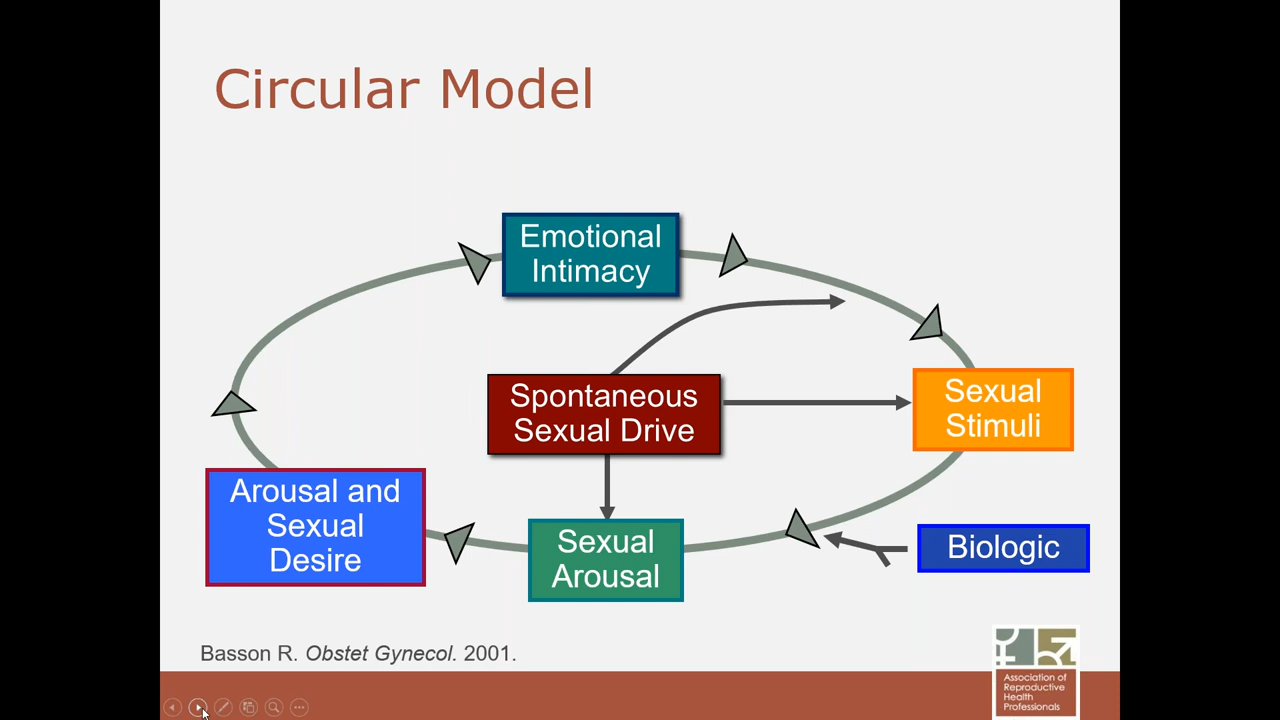 Circular Model
Emotional
Intimacy
Spontaneous
Sexual Drive
Sexual
Stimuli
Arousal and
Sexual
Desire
Sexual
Arousal
Biologic
Basson R. Obstet Gynecol. 2001.
Association of
Reproductive
Health
Professionals